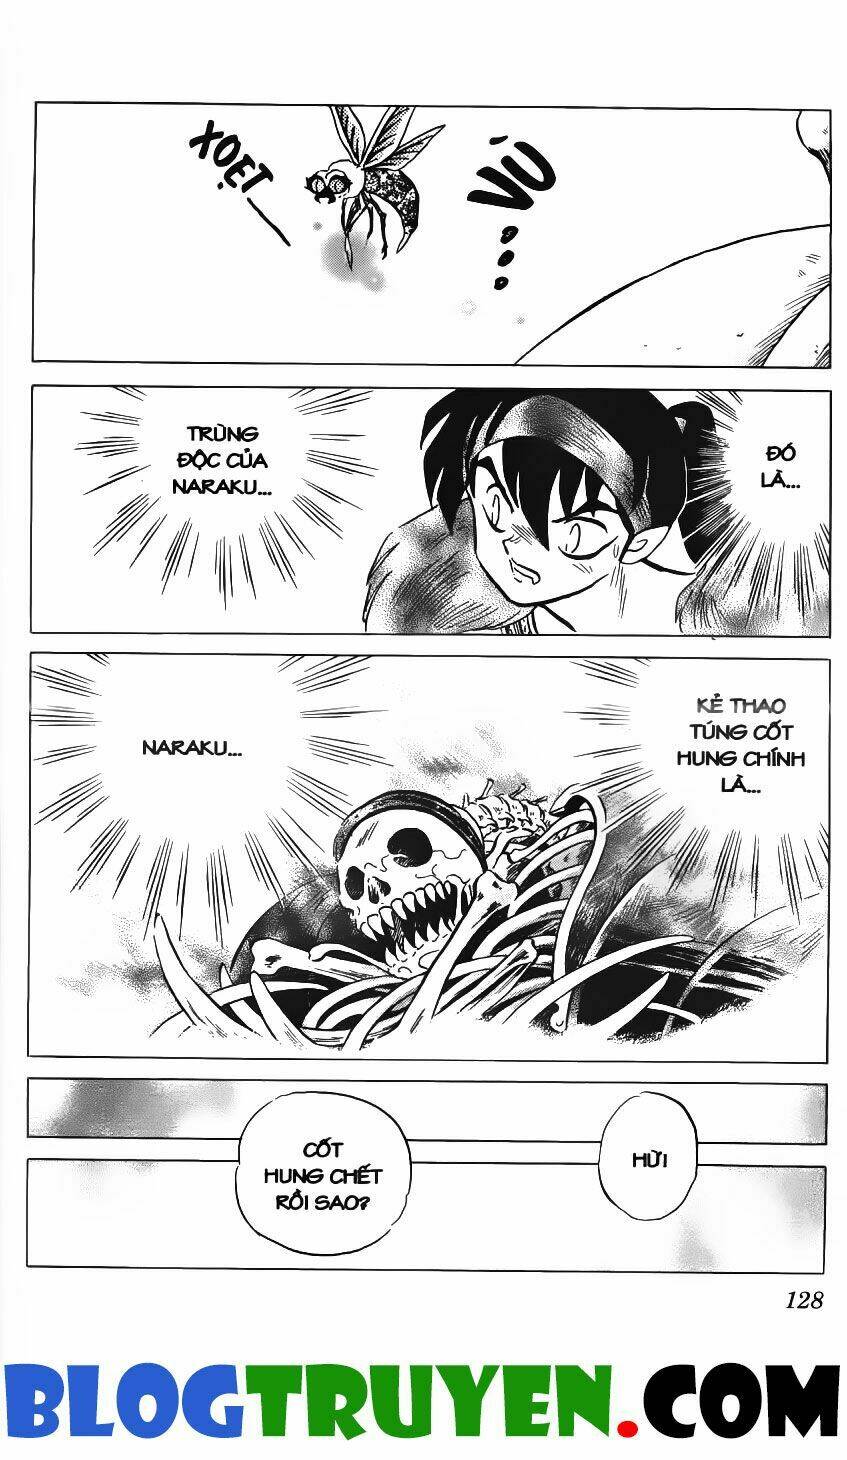 ...VÙ
XOẸT
ĐÓ
LÀ...
TRÙNG
ĐỘC CỦA
NARAKU...
KẺ THAO
TÚNG CỐT
HUNG CHÍNH
LÀ...
NARAKU...
HỪ!
CỐT
HUNG CHẾT
RỒI SAO?
128
BLOGTRUYEN.COM